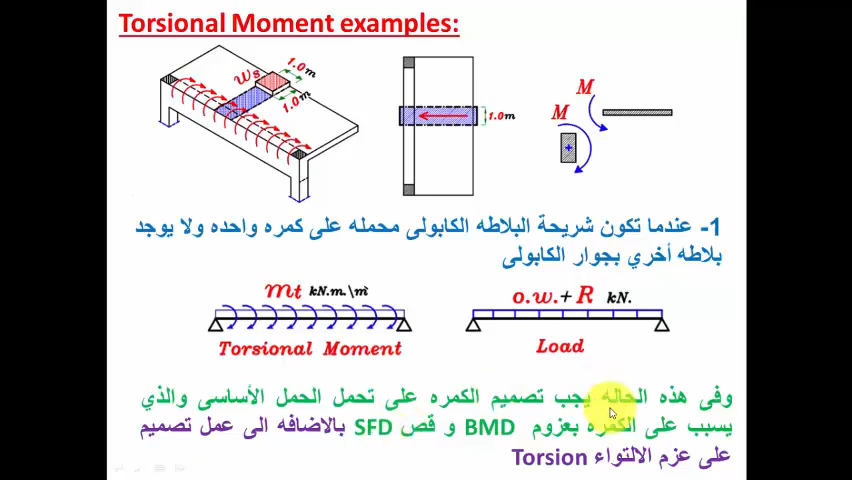 Torsional Moment examples:
Ws
1.0m
1.0m
1.0m
M
M
+
1- عندما تكون شريحة البلاطه الكابولى محمله على كمره واحده ولا يوجد
بلاطه أخري بجوار الكابولى
mt kN.m.\m`
o.w.+ R kN.
Torsional Moment
Load
وفى هذه الحاله يجب تصميم الكمره على تحمل الحمل الأساسى والذي
يسبب على الكمره بعزوم BMD و قص SFD بالاضافه الى عمل تصميم
على عزم الالتواء Torsion